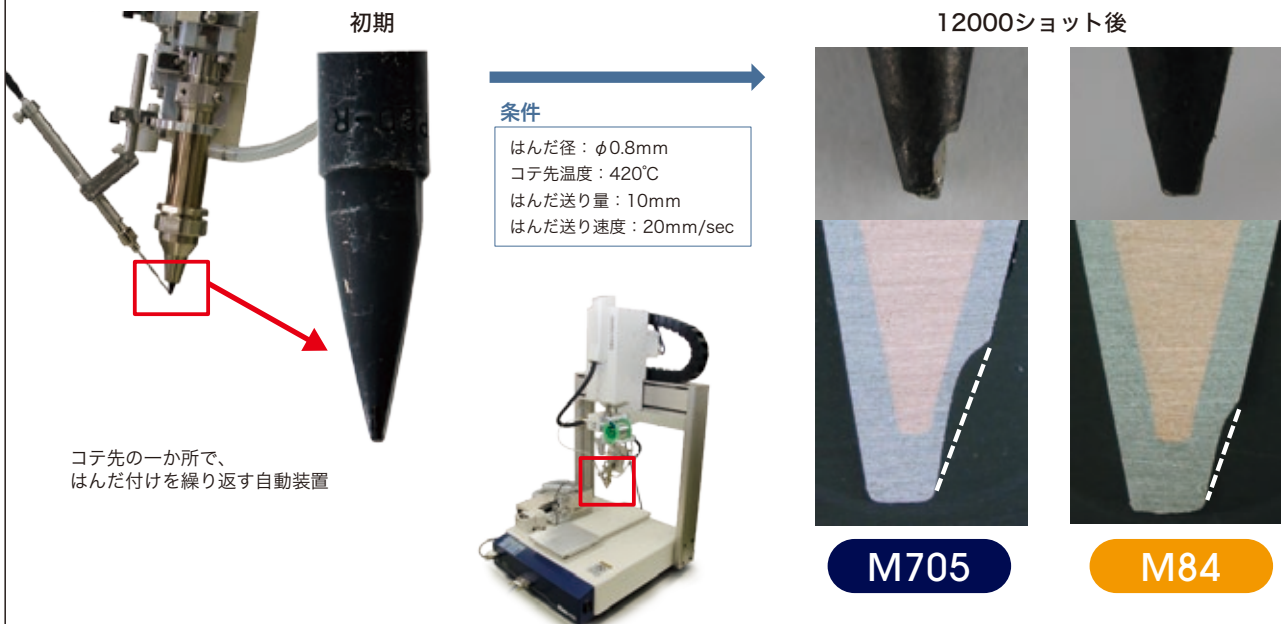 初期
12000ショット後
条件
はんだ径：φ0.8mm
コテ先温度：420℃
はんだ送り量：10mm
はんだ送り速度：20mm/sec
コテ先の一か所で、
はんだ付けを繰り返す自動装置
M705
M84